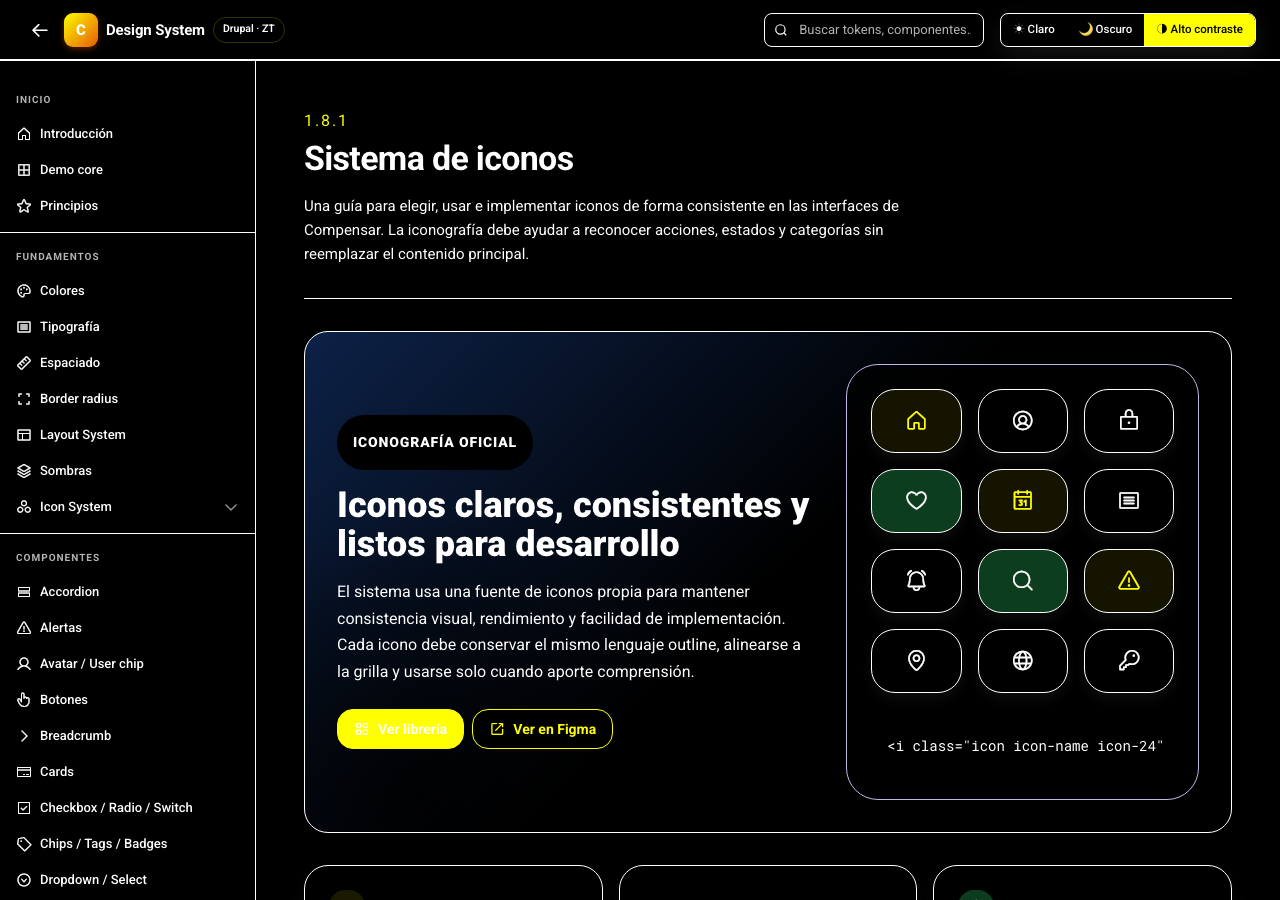 C
Design System
Drupal · ZT
Buscar tokens, componentes..
Claro
Oscuro
Alto contraste
INICIO
Introducción
Demo core
Principios
FUNDAMENTOS
Colores
Tipografía
Espaciado
Border radius
Layout System
Sombras
Icon System
COMPONENTES
Accordion
Alertas
Avatar / User chip
Botones
Breadcrumb
Cards
Checkbox / Radio / Switch
Chips / Tags / Badges
Dropdown / Select
1.8.1
Sistema de iconos
Una guía para elegir, usar e implementar iconos de forma consistente en las interfaces de
Compensar. La iconografía debe ayudar a reconocer acciones, estados y categorías sin
reemplazar el contenido principal.
ICONOGRAFÍA OFICIAL
Iconos claros, consistentes y
listos para desarrollo
El sistema usa una fuente de iconos propia para mantener
consistencia visual, rendimiento y facilidad de implementación.
Cada icono debe conservar el mismo lenguaje outline, alinearse a
la grilla y usarse solo cuando aporte comprensión.
Ver librería
Ver en Figma
31
<i class="icon icon-name icon-24"